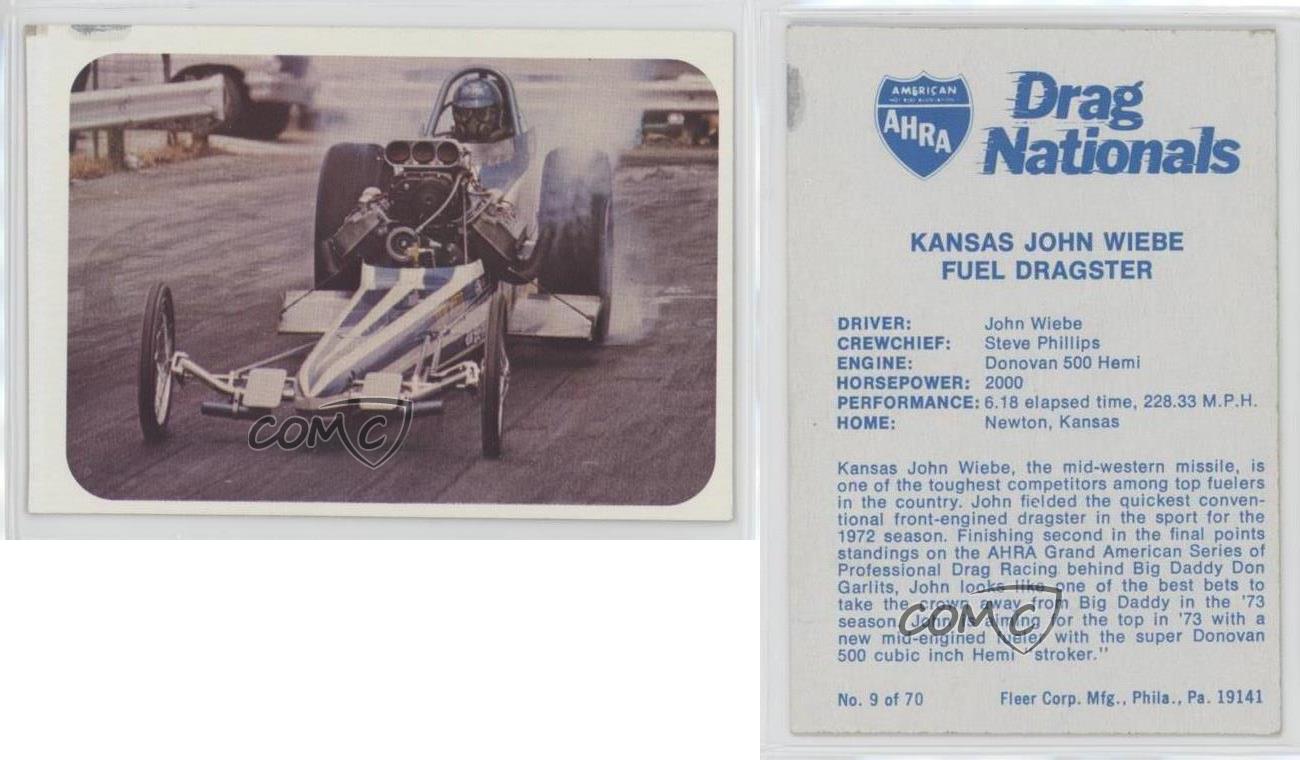 COMC
AMERICAN
HOT ROD ASSOCIATION
AHRA
Drag
Nationals
KANSAS JOHN WIEBE
FUEL DRAGSTER
DRIVER: John Wiebe
CREWCHIEF: Steve Phillips
ENGINE: Donovan 500 Hemi
HORSEPOWER: 2000
PERFORMANCE: 6.18 elapsed time, 228.33 M.P.H.
HOME: Newton, Kansas
Kansas John Wiebe, the mid-western missile, is
one of the toughest competitors among top fuelers
in the country. John fielded the quickest conven-
tional front-engined dragster in the sport for the
1972 season. Finishing second in the final points
standings on the AHRA Grand American Series of
Professional Drag Racing behind Big Daddy Don
Garlits, John looks like one of the best bets to
take the crown away from Big Daddy in the '73
season. John is aiming for the top in '73 with a
new mid-engined fueler with the super Donovan
500 cubic inch Hemi "stroker."
COMC
No. 9 of 70 Fleer Corp. Mfg., Phila., Pa. 19141